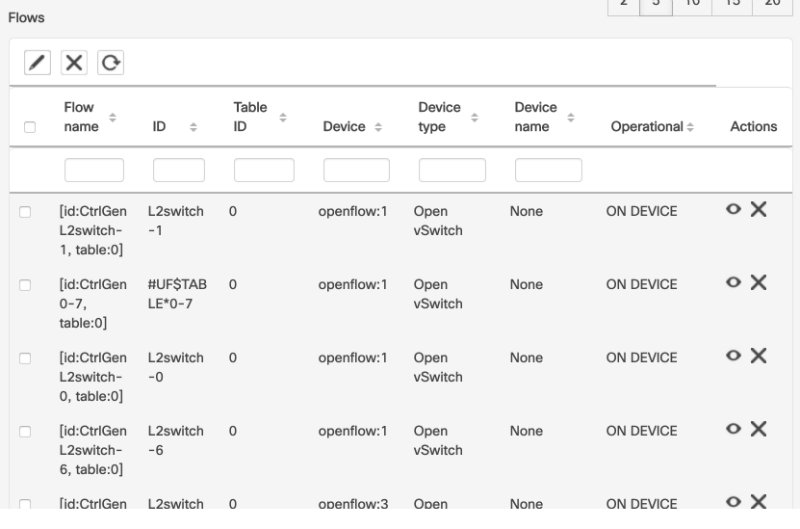 2 5 10 15 20
Flows
Flow name ID Table ID Device Device type Device name Operational Actions
[id:CtrlGen L2switch 0 openflow:1 Open None ON DEVICE
L2switch- -1 vSwitch
1, table:0]
[id:CtrlGen #UF$TAB 0 openflow:1 Open None ON DEVICE
0-7, LE*0-7 vSwitch
table:0]
[id:CtrlGen L2switch 0 openflow:1 Open None ON DEVICE
L2switch- -0 vSwitch
0, table:0]
[id:CtrlGen L2switch 0 openflow:1 Open None ON DEVICE
L2switch- -6 vSwitch
6, table:0]
[id:CtrlGen L2switch 0 openflow:3 Open None ON DEVICE